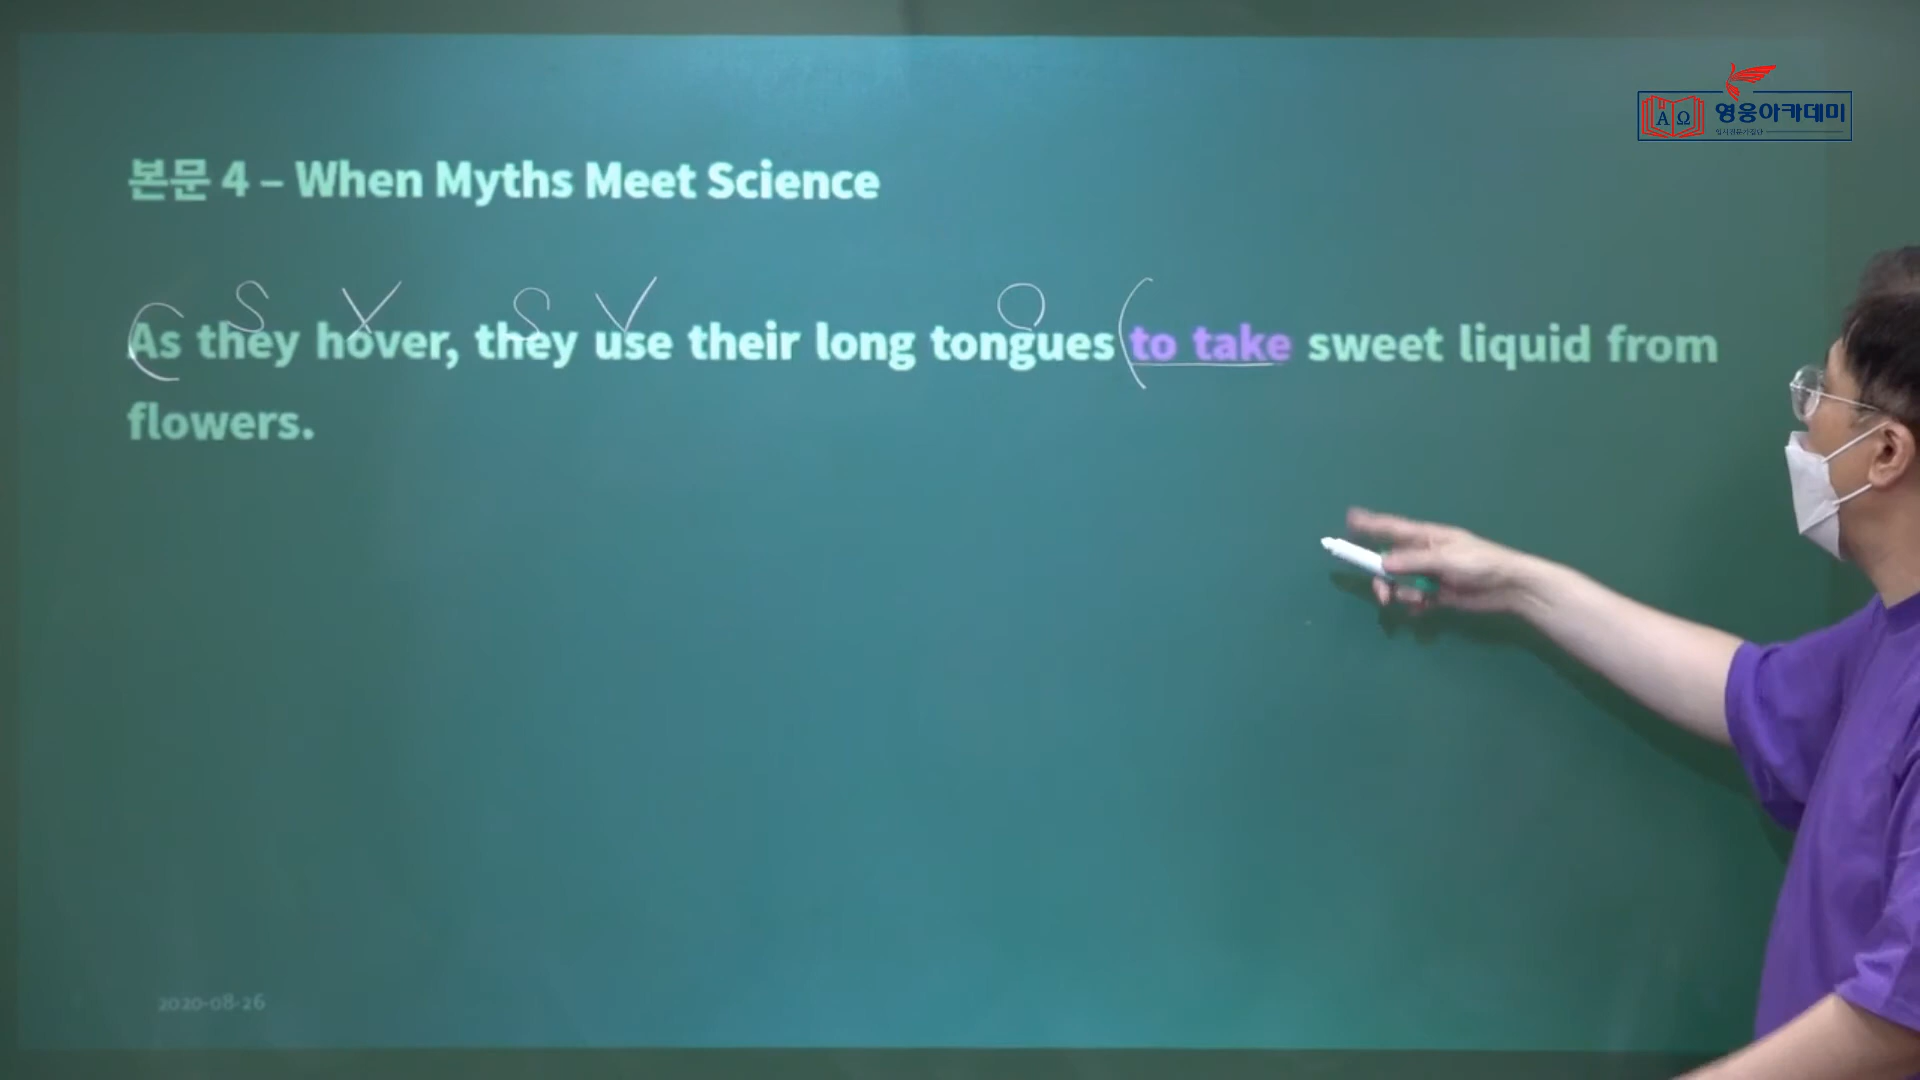 영웅아카데미
본문 4 – When Myths Meet Science
S V S V O
As they hover, they use their long tongues to take sweet liquid from
flowers.
2020-08-26